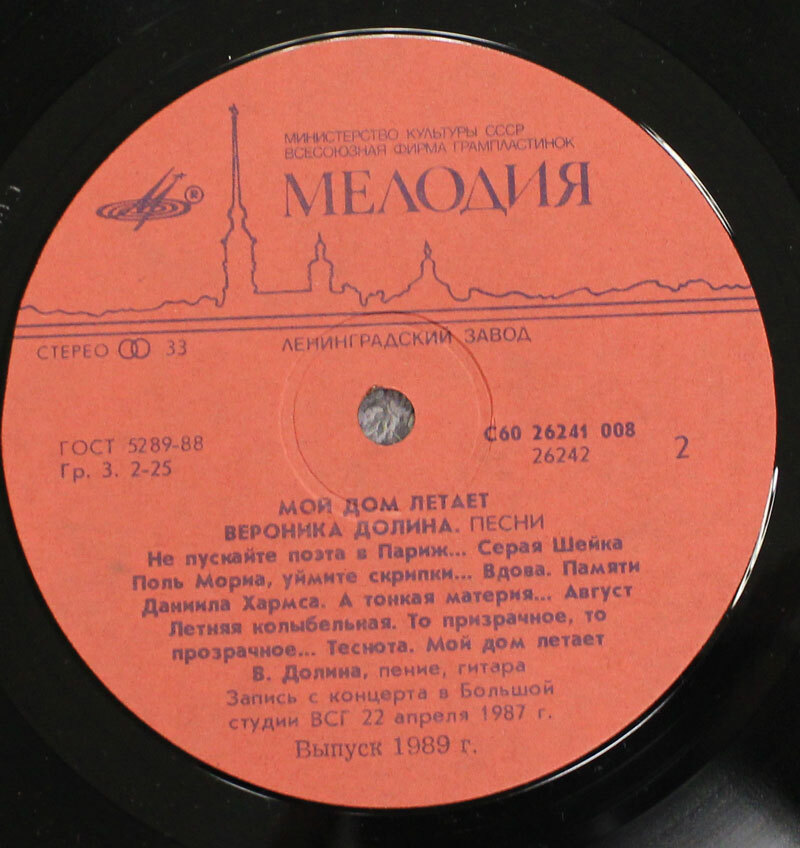 МИНИСТЕРСТВО КУЛЬТУРЫ СССР
ВСЕСОЮЗНАЯ ФИРМА ГРАМПЛАСТИНОК
МЕЛОДИЯ
®
СТЕРЕО 33
ЛЕНИНГРАДСКИЙ ЗАВОД
ГОСТ 5289-88
Гр. 3. 2-25
С60 26241 008
26242
2
МОЙ ДОМ ЛЕТАЕТ
ВЕРОНИКА ДОЛИНА. ПЕСНИ
Не пускайте поэта в Париж... Серая Шейка
Поль Мориа, уймите скрипки... Вдова. Памяти
Даниила Хармса. А тонкая материя... Август
Летняя колыбельная. То призрачное, то
прозрачное... Теснота. Мой дом летает
В. Долина, пение, гитара
Запись с концерта в Большой
студии ВСГ 22 апреля 1987 г.
Выпуск 1989 г.